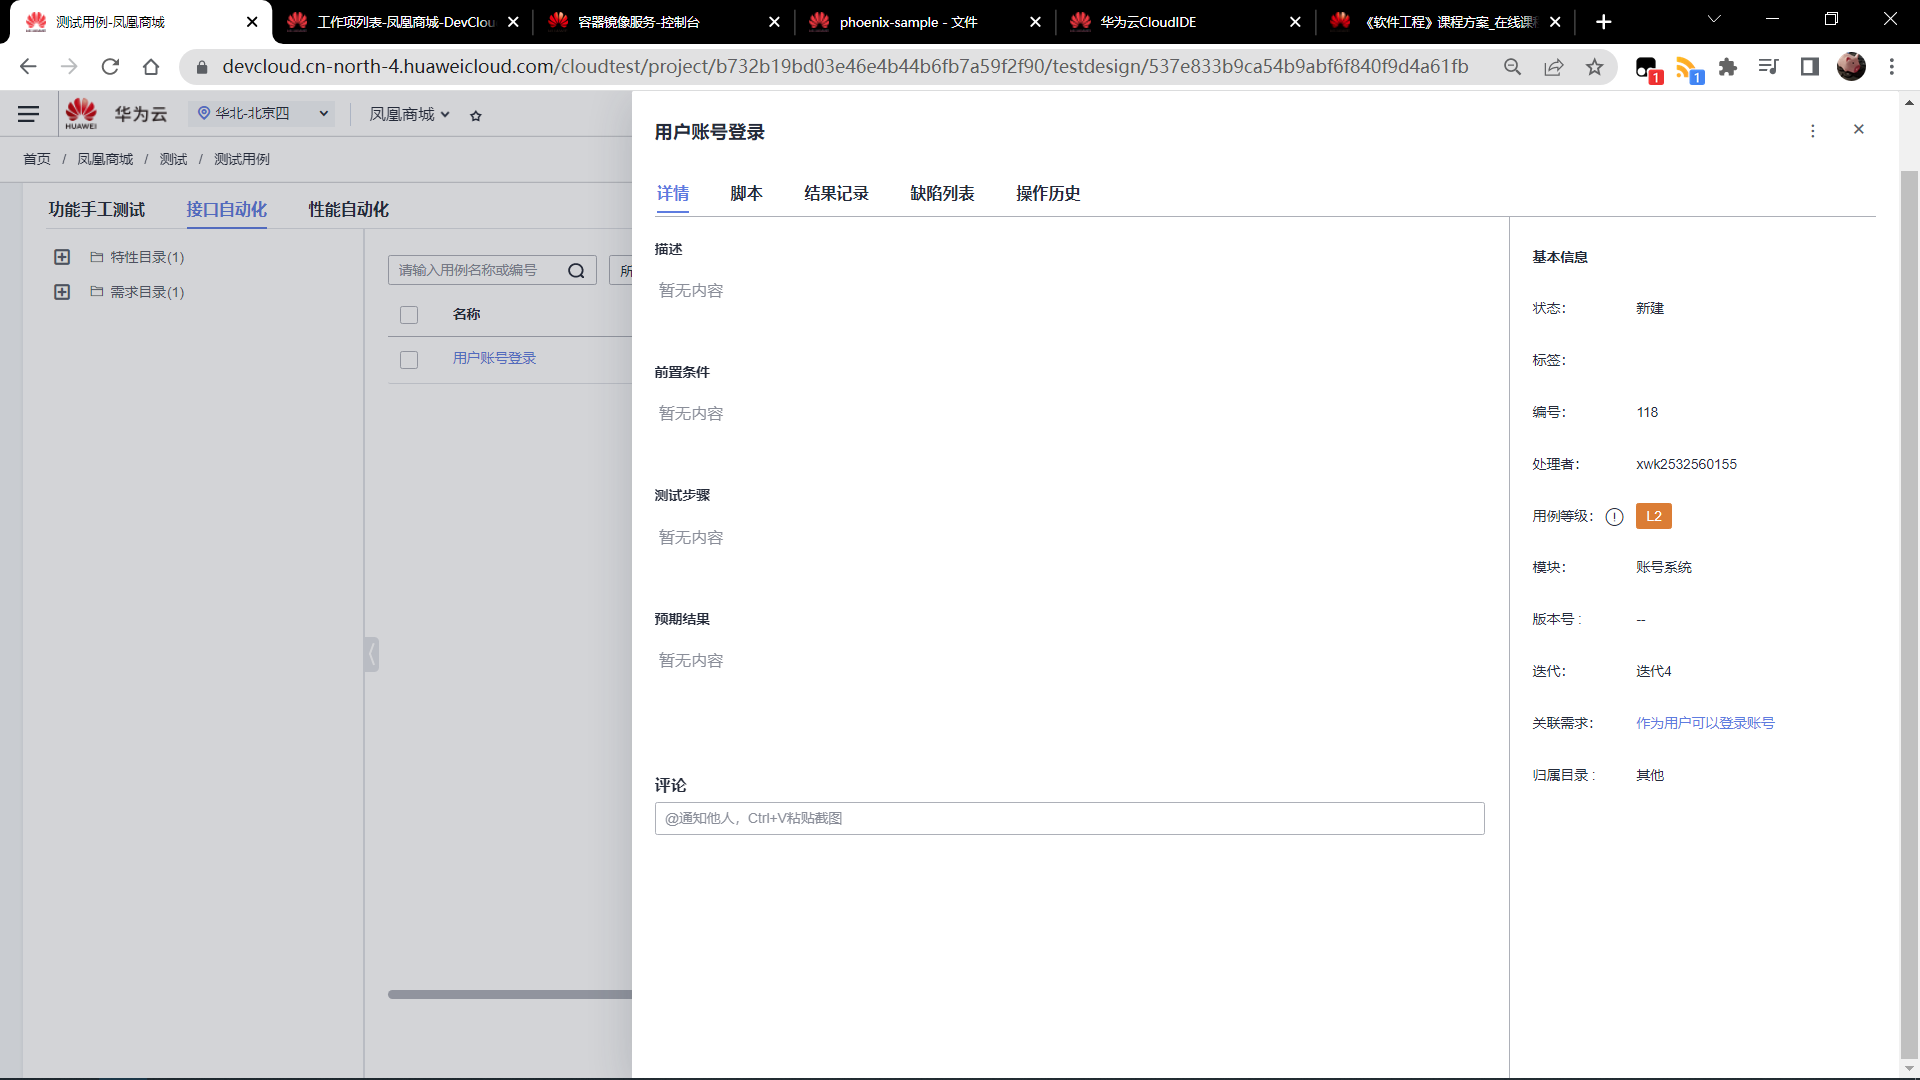 测试用例-凤凰商城
工作项列表-凤凰商城-DevClou
容器镜像服务-控制台
phoenix-sample - 文件
华为云CloudIDE
《软件工程》课程方案_在线课
devcloud.cn-north-4.huaweicloud.com/cloudtest/project/b732b19bd03e46e4b44b6fb7a59f2f90/testdesign/537e833b9ca54b9abf6f840f9d4a61fb
1
1
HUAWEI
华为云
华北-北京四
凤凰商城
首页 / 凤凰商城 / 测试 / 测试用例
功能手工测试
接口自动化
性能自动化
特性目录(1)
需求目录(1)
请输入用例名称或编号
所
名称
用户账号登录
用户账号登录
详情
脚本
结果记录
缺陷列表
操作历史
描述
暂无内容
前置条件
暂无内容
测试步骤
暂无内容
预期结果
暂无内容
评论
@通知他人，Ctrl+V粘贴截图
基本信息
状态： 新建
标签：
编号： 118
处理者： xwk2532560155
用例等级： L2
模块： 账号系统
版本号： --
迭代： 迭代4
关联需求： 作为用户可以登录账号
归属目录： 其他